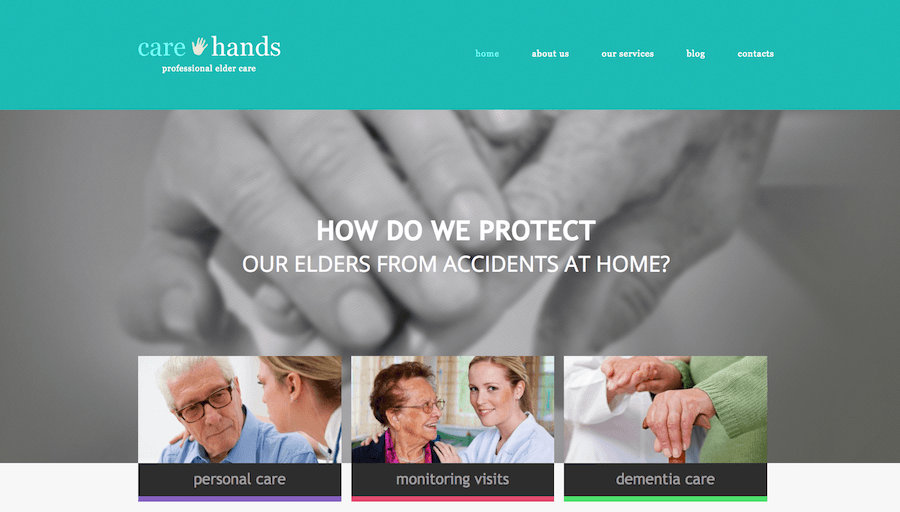 care hands
professional elder care
home about us our services blog contacts
HOW DO WE PROTECT
OUR ELDERS FROM ACCIDENTS AT HOME?
personal care monitoring visits dementia care